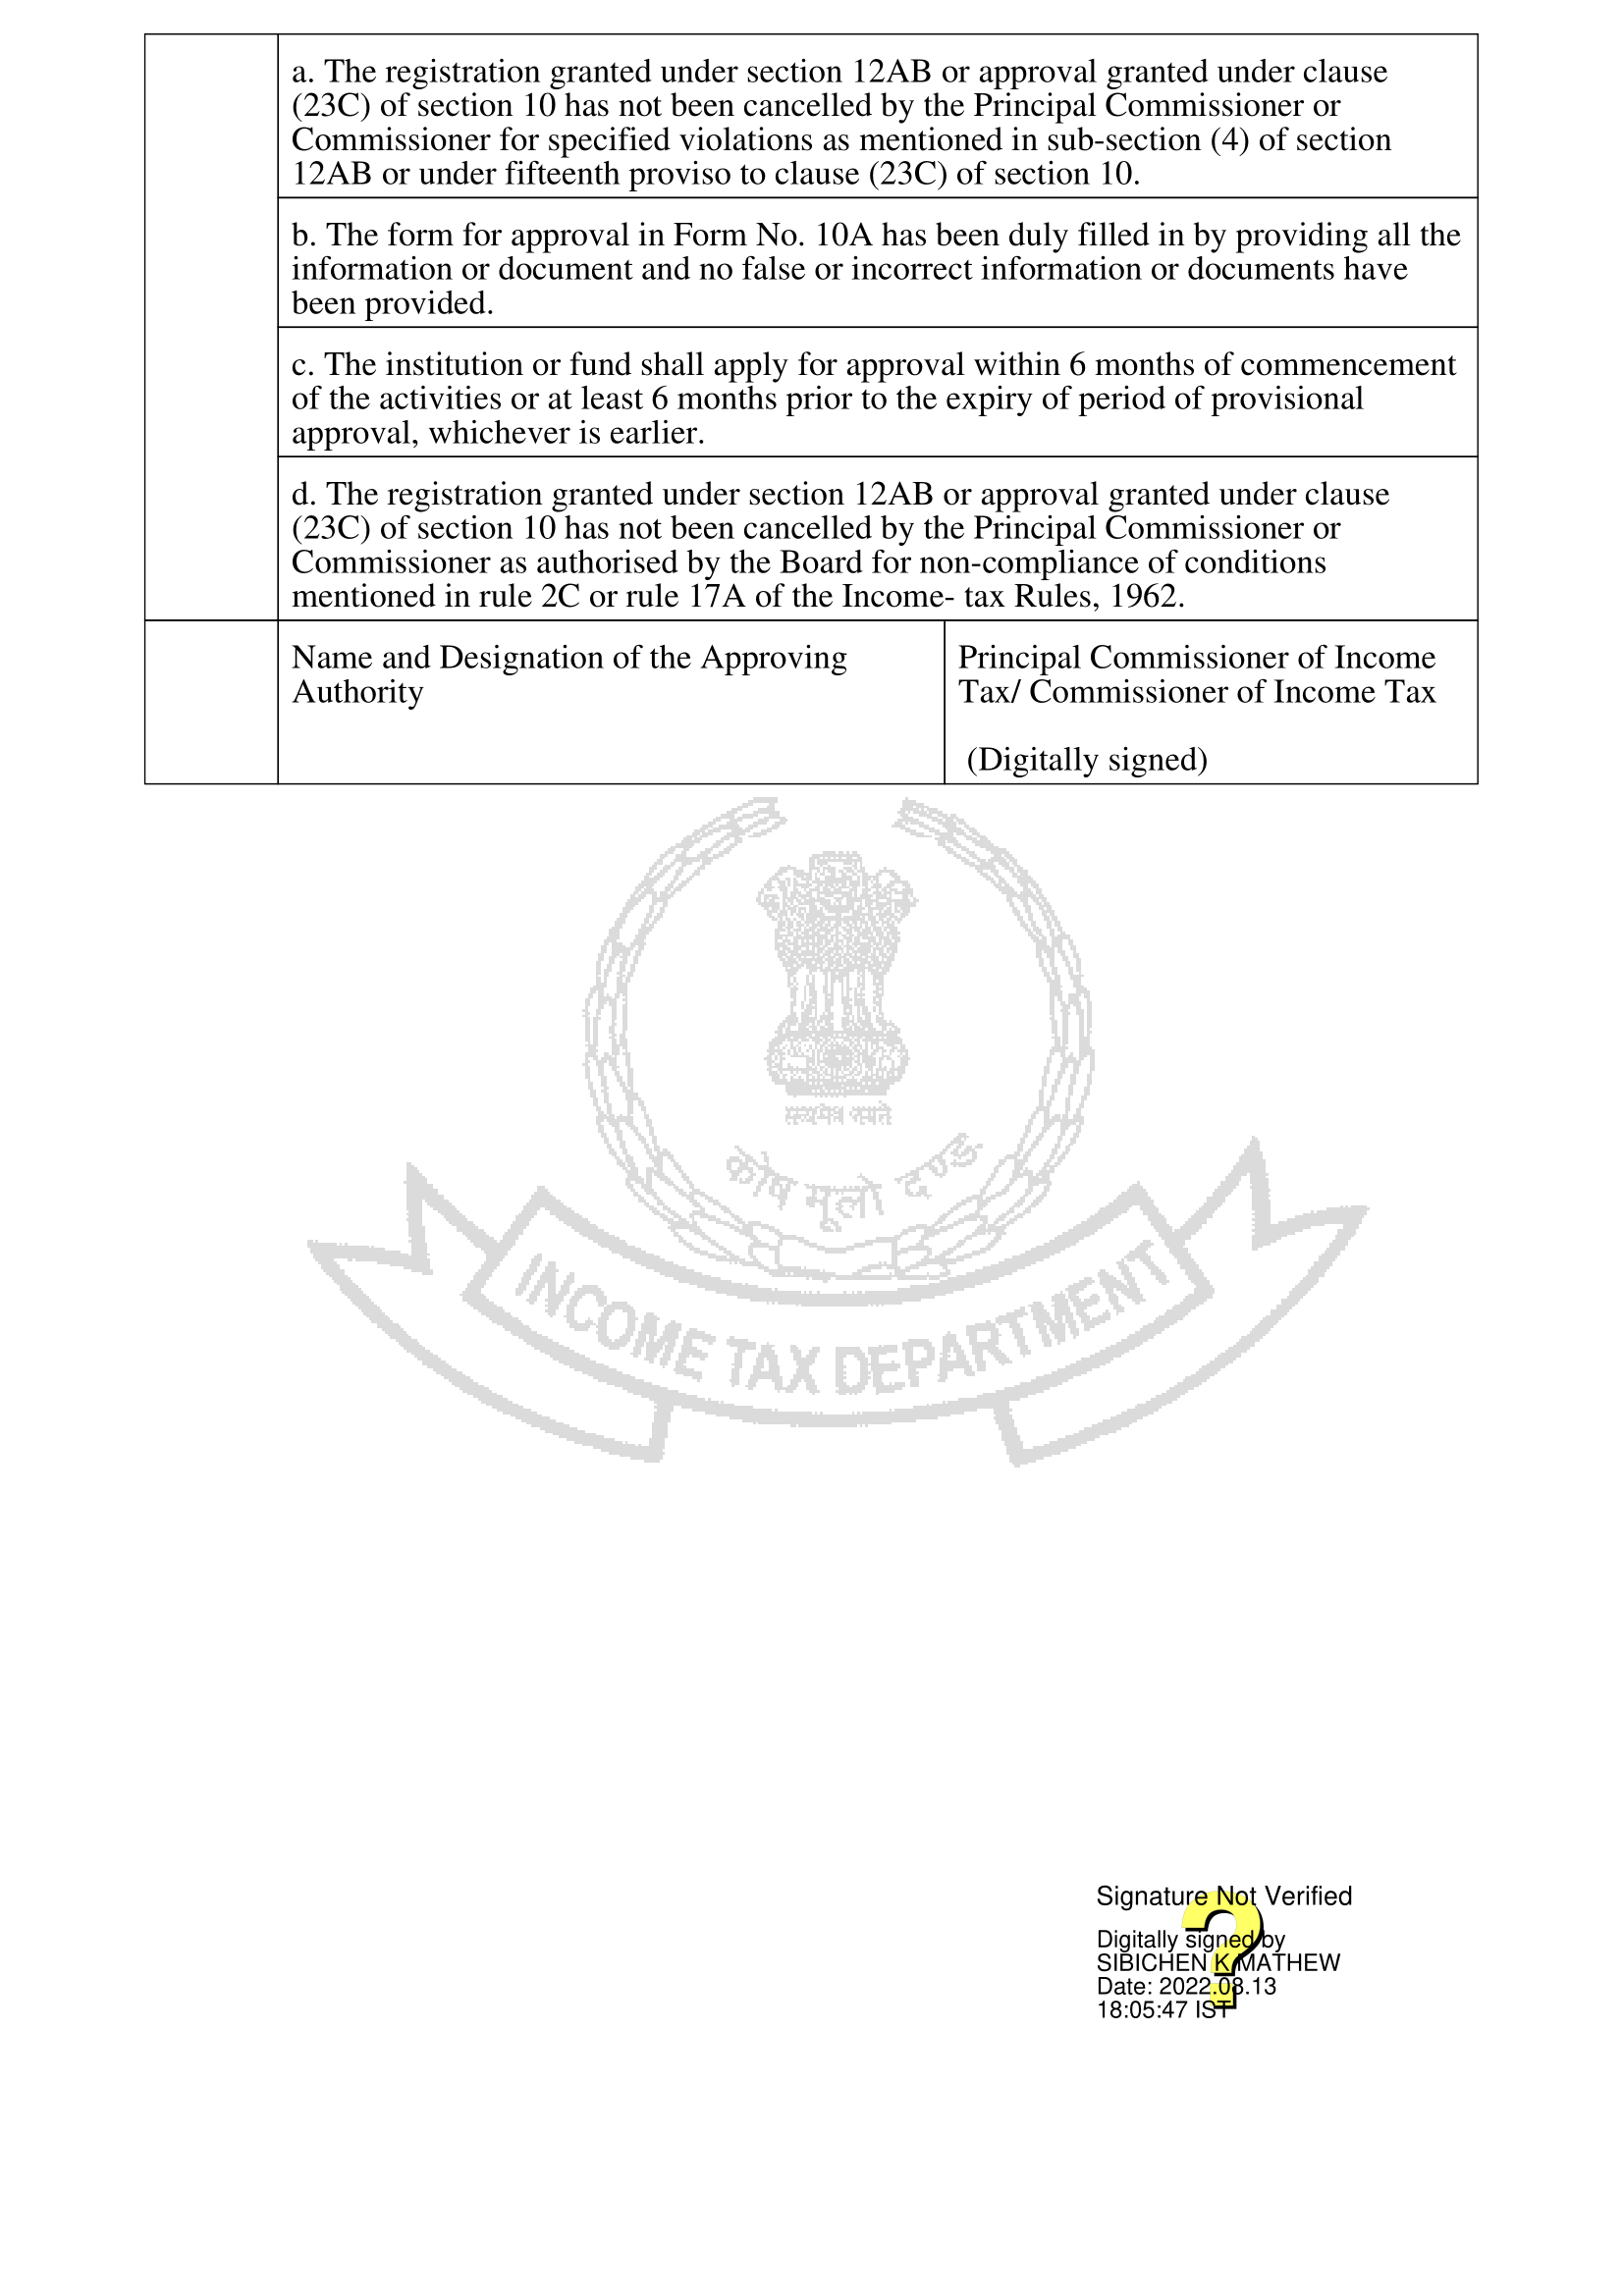 a. The registration granted under section 12AB or approval granted under clause
(23C) of section 10 has not been cancelled by the Principal Commissioner or
Commissioner for specified violations as mentioned in sub-section (4) of section
12AB or under fifteenth proviso to clause (23C) of section 10.
b. The form for approval in Form No. 10A has been duly filled in by providing all the
information or document and no false or incorrect information or documents have
been provided.
c. The institution or fund shall apply for approval within 6 months of commencement
of the activities or at least 6 months prior to the expiry of period of provisional
approval, whichever is earlier.
d. The registration granted under section 12AB or approval granted under clause
(23C) of section 10 has not been cancelled by the Principal Commissioner or
Commissioner as authorised by the Board for non-compliance of conditions
mentioned in rule 2C or rule 17A of the Income- tax Rules, 1962.
Name and Designation of the Approving
Authority
Principal Commissioner of Income
Tax/ Commissioner of Income Tax
(Digitally signed)
कोष मूलो दण्ड
INCOME TAX DEPARTMENT
Signature Not Verified
Digitally signed by
SIBICHEN K MATHEW
Date: 2022.08.13
18:05:47 IST